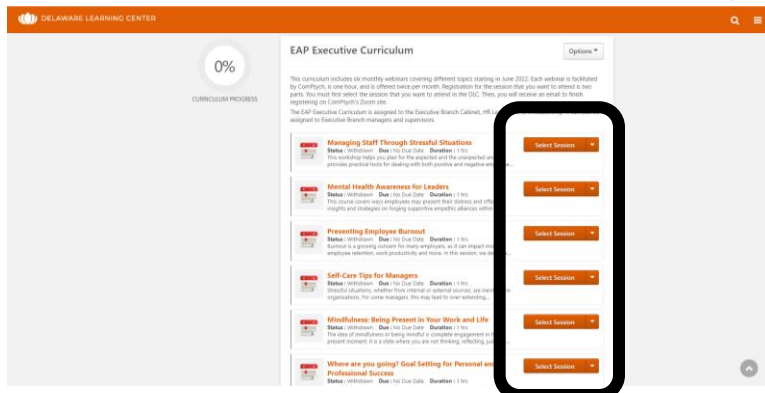 DELAWARE LEARNING CENTER
0%
CURRICULUM PROGRESS
EAP Executive Curriculum
Options
This curriculum includes six monthly webinars covering different topics starting in June 2022. Each webinar is facilitated
by ComPsych, is one hour, and is offered twice per month. Registration for the session that you want to attend is two
parts. You must first select the session that you want to attend in the DLC. Then, you will receive an email to finish
registering on ComPsych's Zoom site.
The EAP Executive Curriculum is assigned to the Executive Branch Cabinet, HR
assigned to Executive Branch managers and supervisors.
Managing Staff Through Stressful Situations
Status : Withdrawn Due : No Due Date Duration : 1 hrs
This workshop helps you plan for the expected and the unexpected
provides practical tools for dealing with both positive and negative
Select Session
Mental Health Awareness for Leaders
Status : Withdrawn Due : No Due Date Duration : 1 hrs
This course covers ways employees may present their distress and
insights and strategies on forging supportive empathic alliances within
Select Session
Preventing Employee Burnout
Status : Withdrawn Due : No Due Date Duration : 1 hrs
Burnout is a growing concern for many employers, as it can impact
employee retention, work productivity and more. In this session, we
Select Session
Self-Care Tips for Managers
Status : Withdrawn Due : No Due Date Duration : 1 hrs
Stressful situations, whether from internal or external sources, are in
organizations. For some managers, this may lead to over-extending...
Select Session
Mindfulness: Being Present in Your Work and Life
Status : Withdrawn Due : No Due Date Duration : 1 hrs
The idea of mindfulness or being mindful is complete engagement in
present moment. It is a state where you are not thinking, reflecting,
Select Session
Where are you going? Goal Setting for Personal and
Professional Success
Status : Withdrawn Due : No Due Date Duration : 1 hrs
Select Session